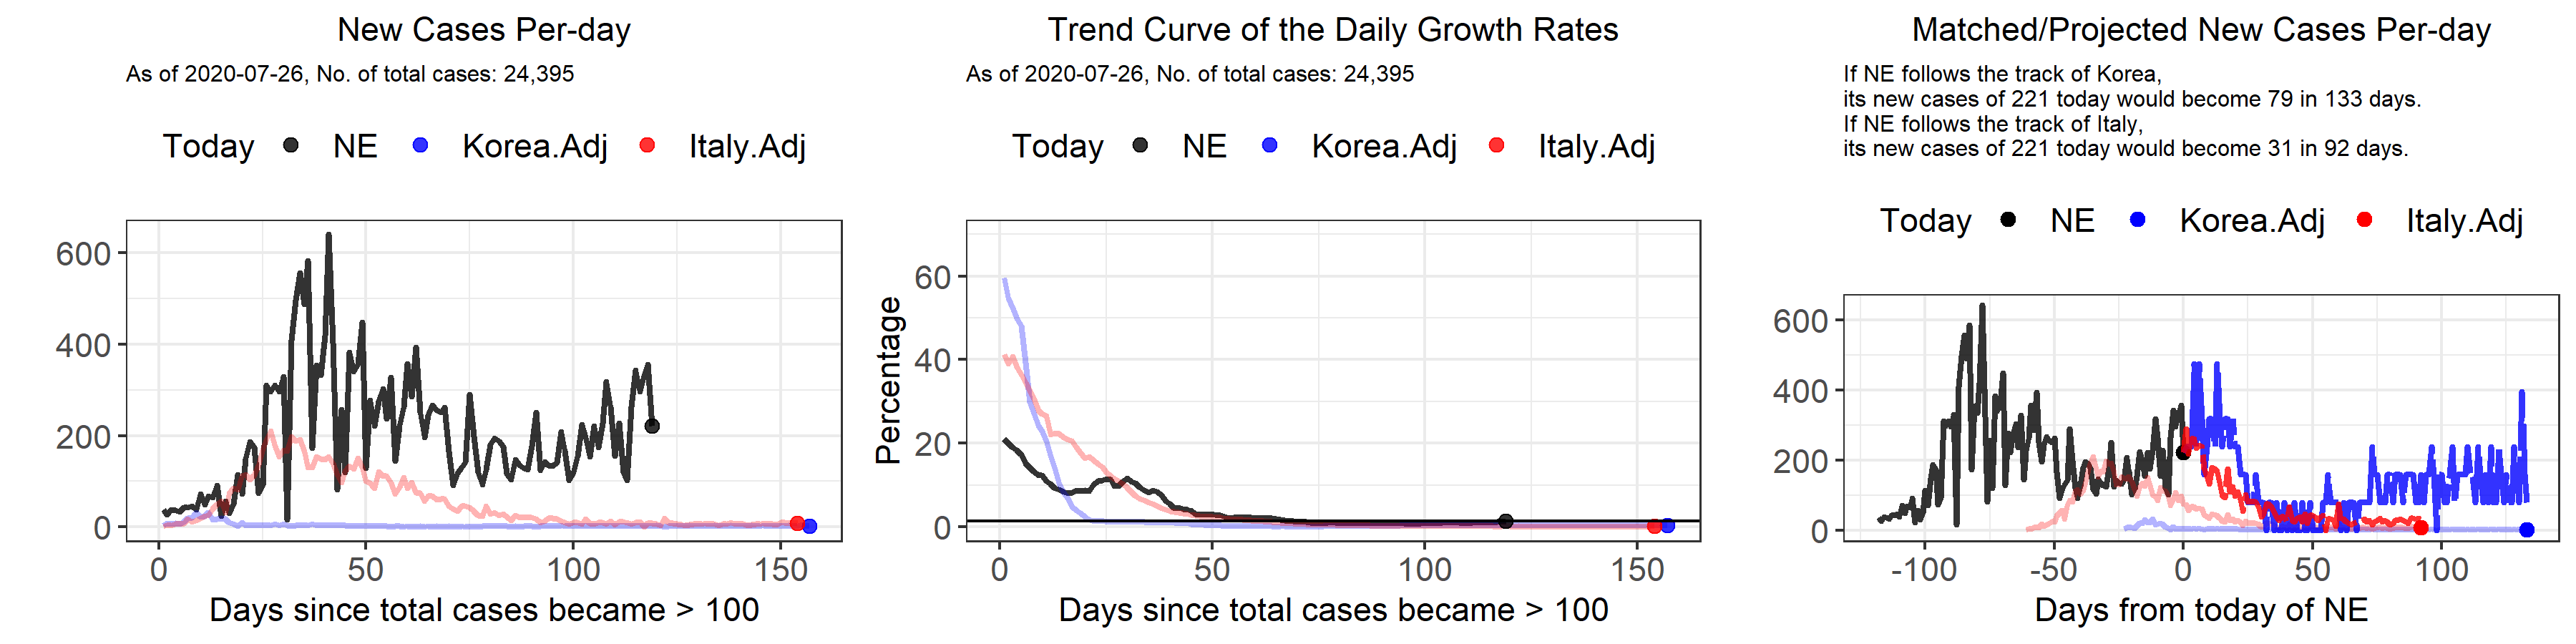 New Cases Per-day
As of 2020-07-26, No. of total cases: 24,395
Today NE Korea.Adj Italy.Adj
600
400
200
0
0 50 100 150
Days since total cases became > 100
Trend Curve of the Daily Growth Rates
As of 2020-07-26, No. of total cases: 24,395
Today NE Korea.Adj Italy.Adj
Percentage
60
40
20
0
0 50 100 150
Days since total cases became > 100
Matched/Projected New Cases Per-day
If NE follows the track of Korea,
its new cases of 221 today would become 79 in 133 days.
If NE follows the track of Italy,
its new cases of 221 today would become 31 in 92 days.
Today NE Korea.Adj Italy.Adj
600
400
200
0
-100 -50 0 50 100
Days from today of NE